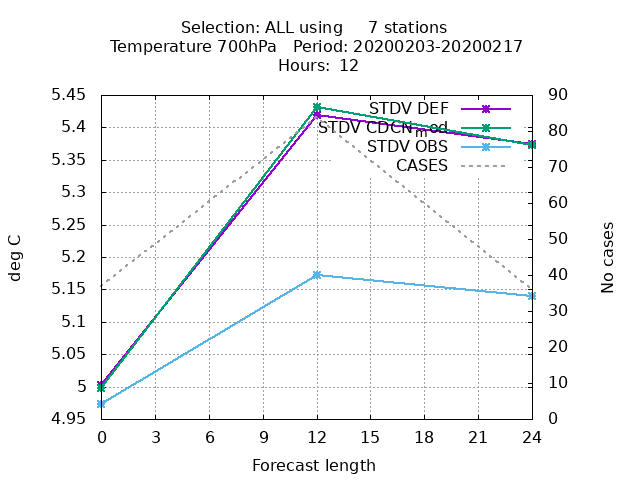 Selection: ALL using     7 stations
Temperature 700hPa   Period: 20200203-20200217
Hours:  12
5.45
5.4
5.35
5.3
5.25
5.2
5.15
5.1
5.05
5
4.95
90
80
70
60
50
40
30
20
10
0
STDV DEF
STDV CDCN_mod
STDV OBS
CASES
deg C
No cases
0 3 6 9 12 15 18 21 24
Forecast length